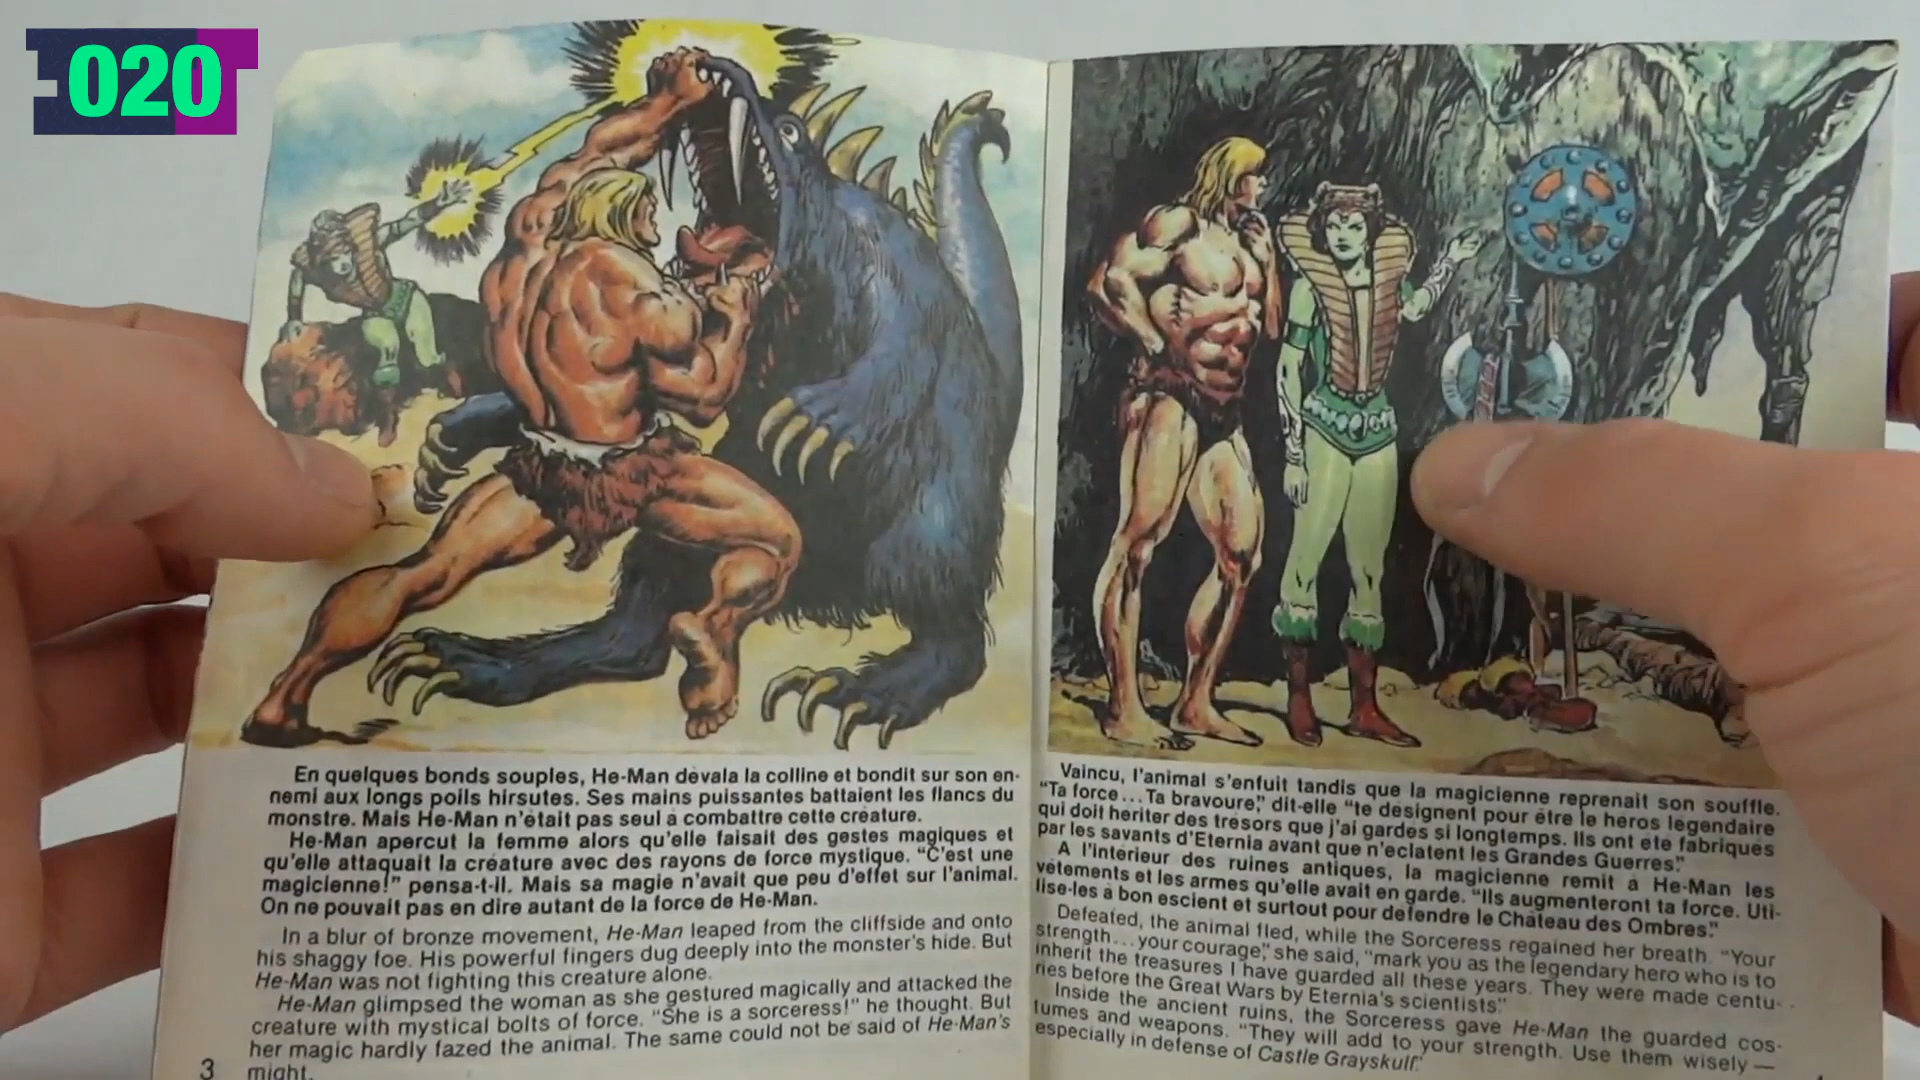 020
En quelques bonds souples, He-Man devala la colline et bondit sur son en-
nemi aux longs poils hirsutes. Ses mains puissantes battaient les flancs du
monstre. Mais He-Man n'était pas seul à combattre cette créature.
He-Man apercut la femme alors qu'elle faisait des gestes magiques et
qu'elle attaquait la créature avec des rayons de force mystique. "C'est une
magicienne!" pensa-t-il. Mais sa magie n'avait que peu d'effet sur l'animal.
On ne pouvait pas en dire autant de la force de He-Man.
In a blur of bronze movement, He-Man leaped from the cliffside and onto
his shaggy foe. His powerful fingers dug deeply into the monster's hide. But
He-Man was not fighting this creature alone.
He-Man glimpsed the woman as she gestured magically and attacked the
creature with mystical bolts of force. "She is a sorceress!" he thought. But
her magic hardly fazed the animal. The same could not be said of He-Man's
might.
3
Vaincu, l'animal s'enfuit tandis que la magicienne reprenait son souffle.
"Ta force...Ta bravoure," dit-elle "te designent pour être le heros legendaire
qui doit heriter des trésors que j'ai gardes si longtemps. Ils ont ete fabriques
par les savants d'Eternia avant que n'eclatent les Grandes Guerres."
A l'interieur des ruines antiques, la magicienne remit à He-Man les
vêtements et les armes qu'elle avait en garde. "Ils augmenteront ta force. Uti-
lise-les à bon escient et surtout pour defendre le Château des Ombres."
Defeated, the animal fled, while the Sorceress regained her breath. "Your
strength...your courage," she said, "mark you as the legendary hero who is to
inherit the treasures I have guarded all these years. They were made centu-
ries before the Great Wars by Eternia's scientists."
Inside the ancient ruins, the Sorceress gave He-Man the guarded cos-
tumes and weapons. "They will add to your strength. Use them wisely —
especially in defense of Castle Grayskull."